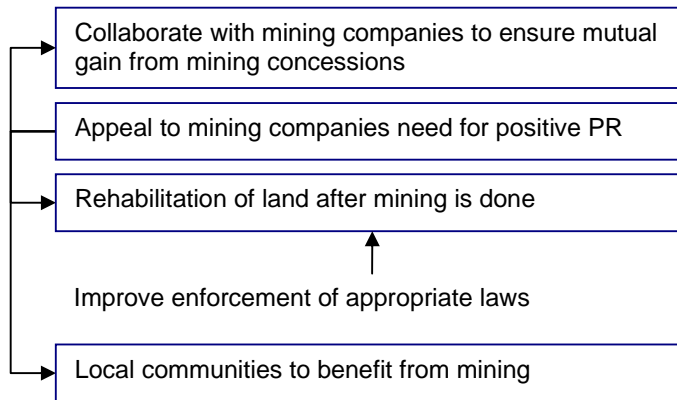 Collaborate with mining companies to ensure mutual
gain from mining concessions
Appeal to mining companies need for positive PR
Rehabilitation of land after mining is done
Improve enforcement of appropriate laws
Local communities to benefit from mining